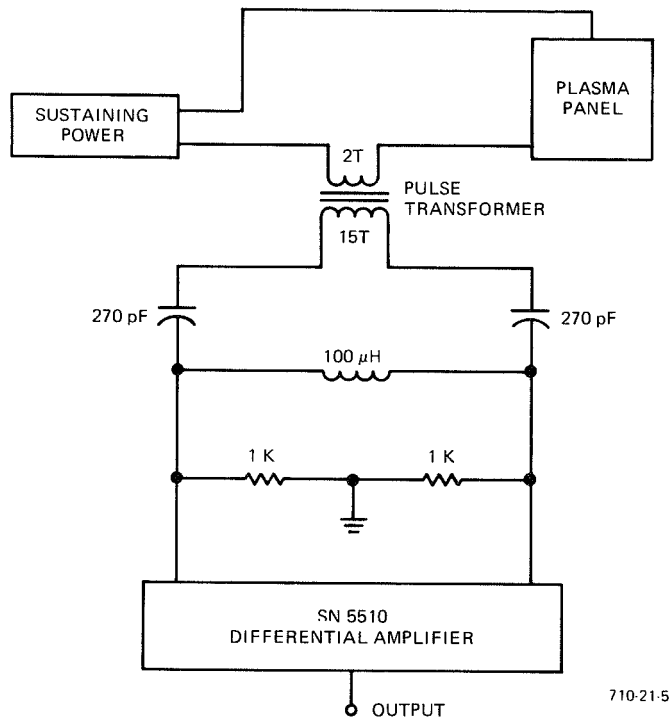 SUSTAINING
POWER
PLASMA
PANEL
2T
PULSE
TRANSFORMER
15T
270 pF
270 pF
100 μH
1 K
1 K
SN 5510
DIFFERENTIAL AMPLIFIER
710-21-5
OUTPUT